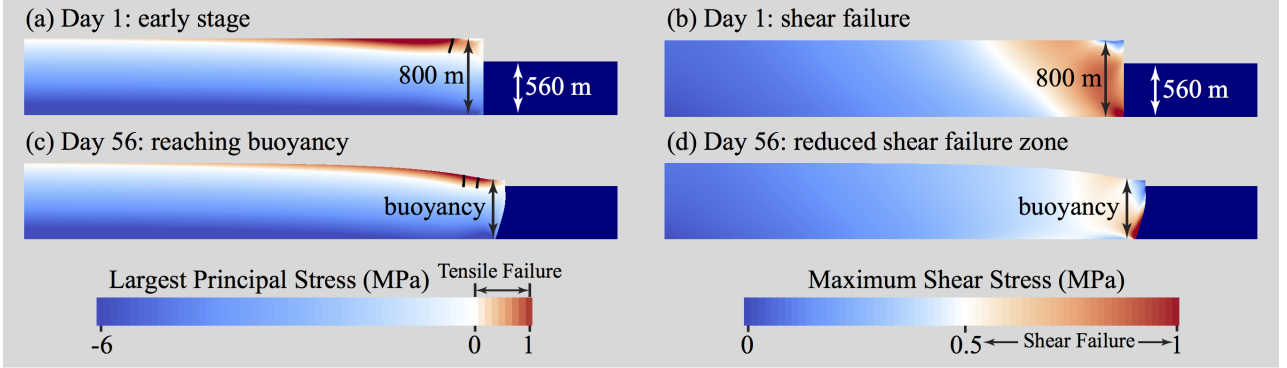 (a) Day 1: early stage
800 m
560 m
(b) Day 1: shear failure
800 m
560 m
(c) Day 56: reaching buoyancy
buoyancy
(d) Day 56: reduced shear failure zone
buoyancy
Largest Principal Stress (MPa)
Tensile Failure
-6
0
1
Maximum Shear Stress (MPa)
0
0.5
Shear Failure
1